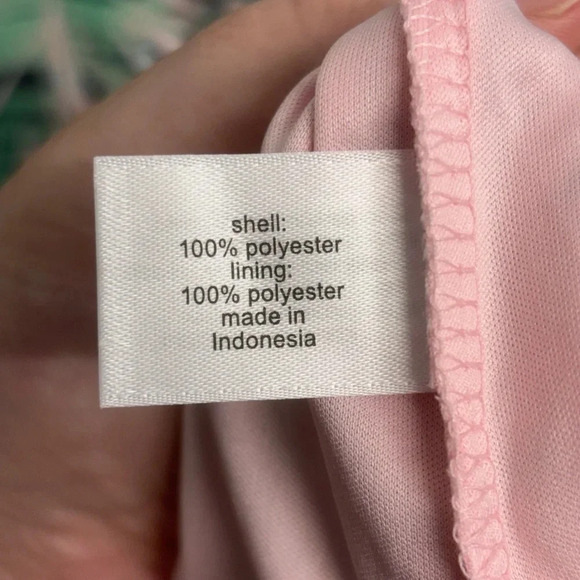 shell:
100% polyester
lining:
100% polyester
made in
Indonesia